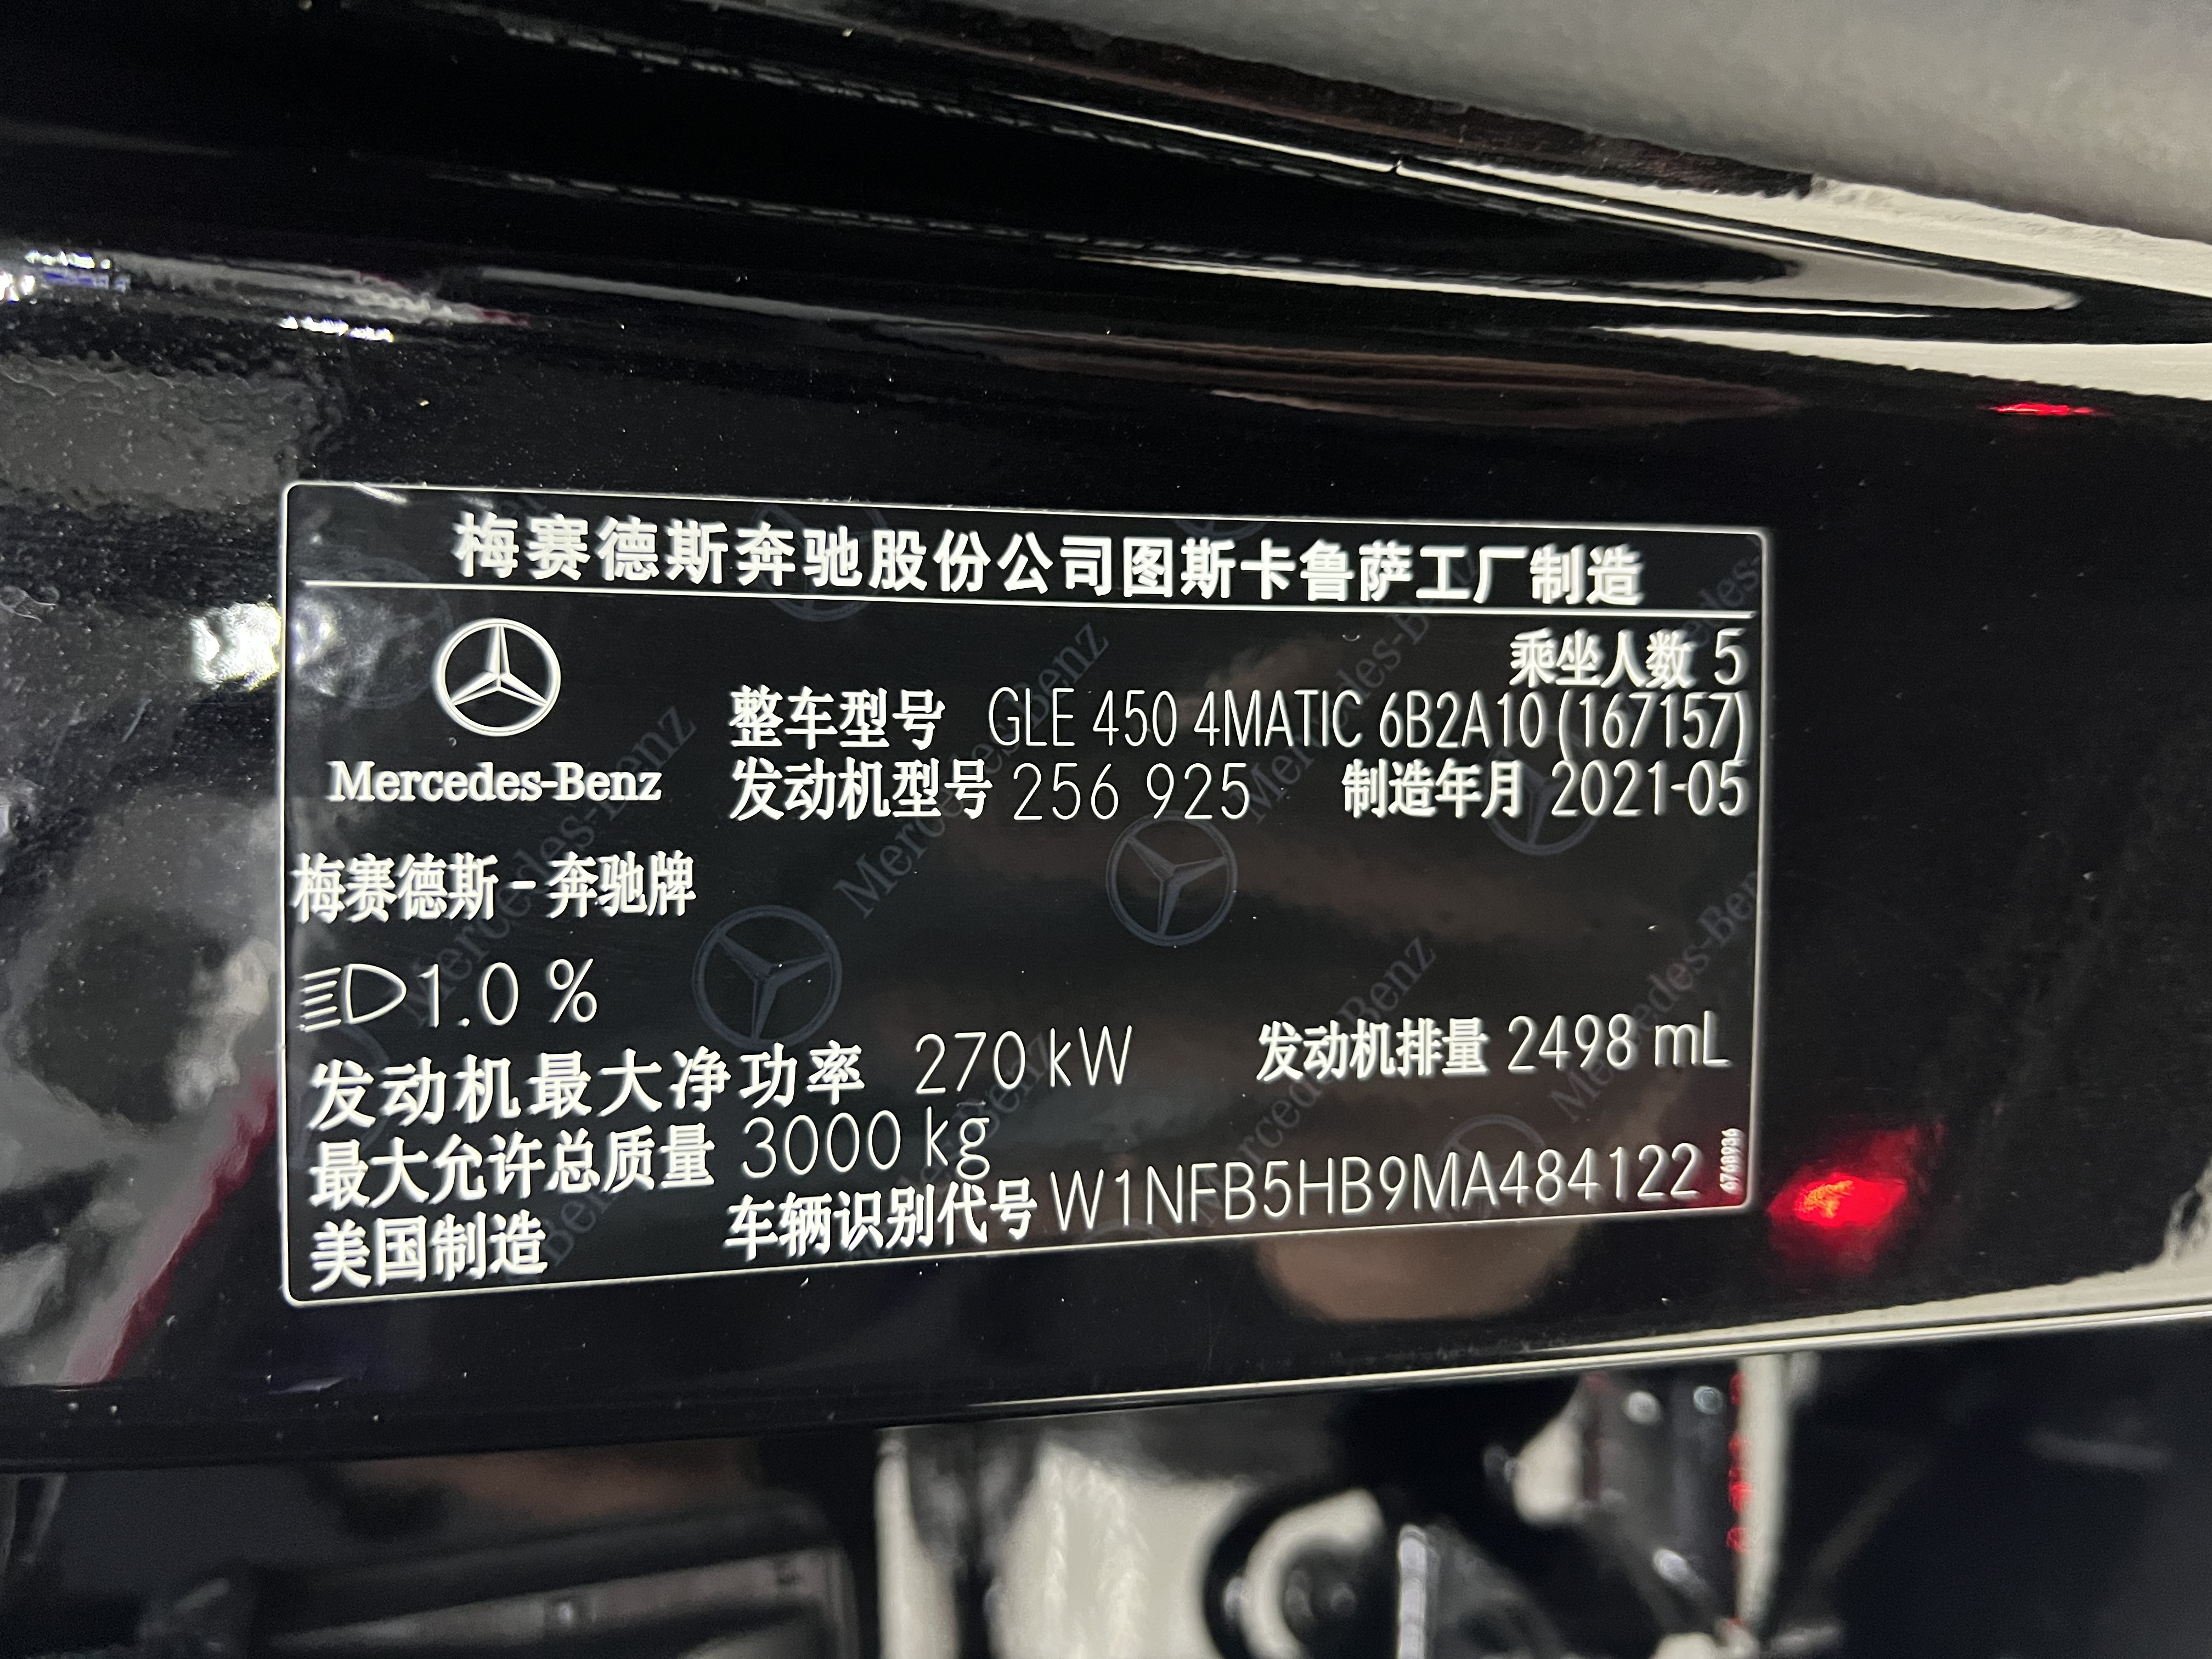 梅赛德斯奔驰股份公司图斯卡鲁萨工厂制造
乘坐人数 5
整车型号 GLE 450 4MATIC 6B2A10 (167157)
Mercedes-Benz
发动机型号 256 925 制造年月 2021-05
梅赛德斯-奔驰牌
1.0 %
发动机最大净功率 270 kW 发动机排量 2498 mL
最大允许总质量 3000 kg
美国制造 车辆识别代号 W1NFB5HB9MA484122